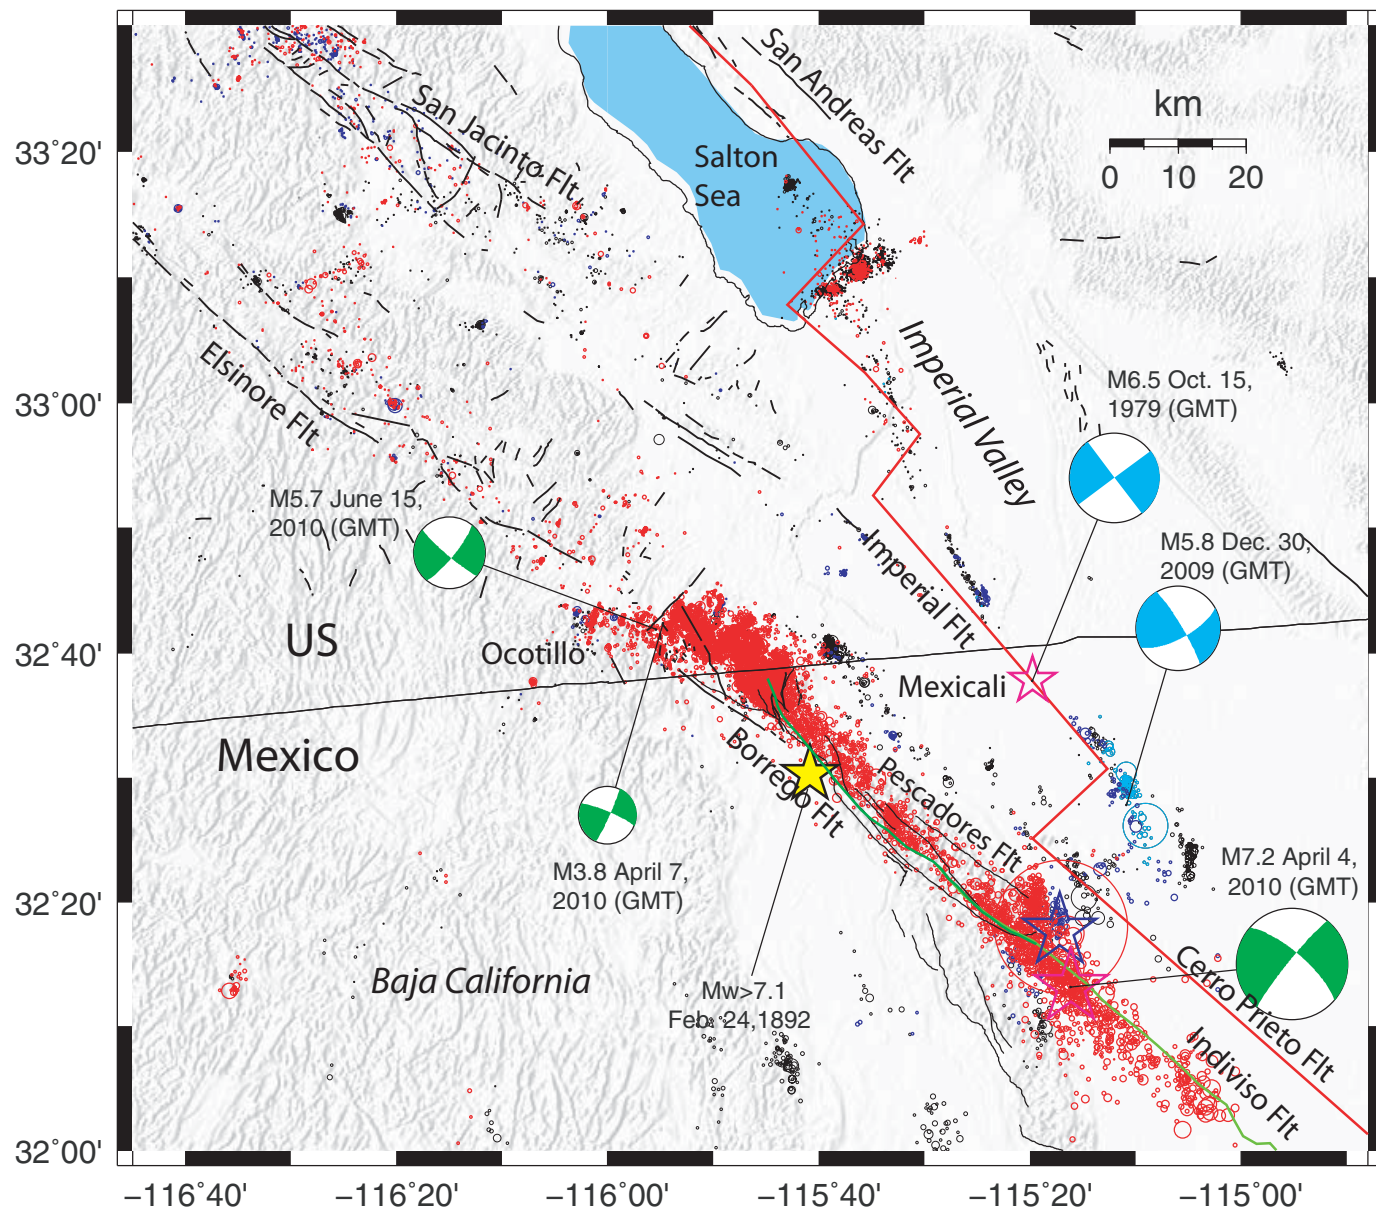 San Andreas Flt
km
0 10 20
San Jacinto Flt
Salton
Sea
33°20'
Imperial Valley
M6.5 Oct. 15,
1979 (GMT)
33°00'
Elsinore Flt
M5.7 June 15,
2010 (GMT)
M5.8 Dec. 30,
2009 (GMT)
Imperial Flt
US
Ocotillo
32°40'
Mexicali
Mexico
Borrego Flt
Pescadores Flt
M3.8 April 7,
2010 (GMT)
M7.2 April 4,
2010 (GMT)
32°20'
Baja California
Mw>7.1
Feb. 24,1892
Cerro Prieto Flt
Indiviso Flt
32°00'
−116°40' −116°20' −116°00' −115°40' −115°20' −115°00'